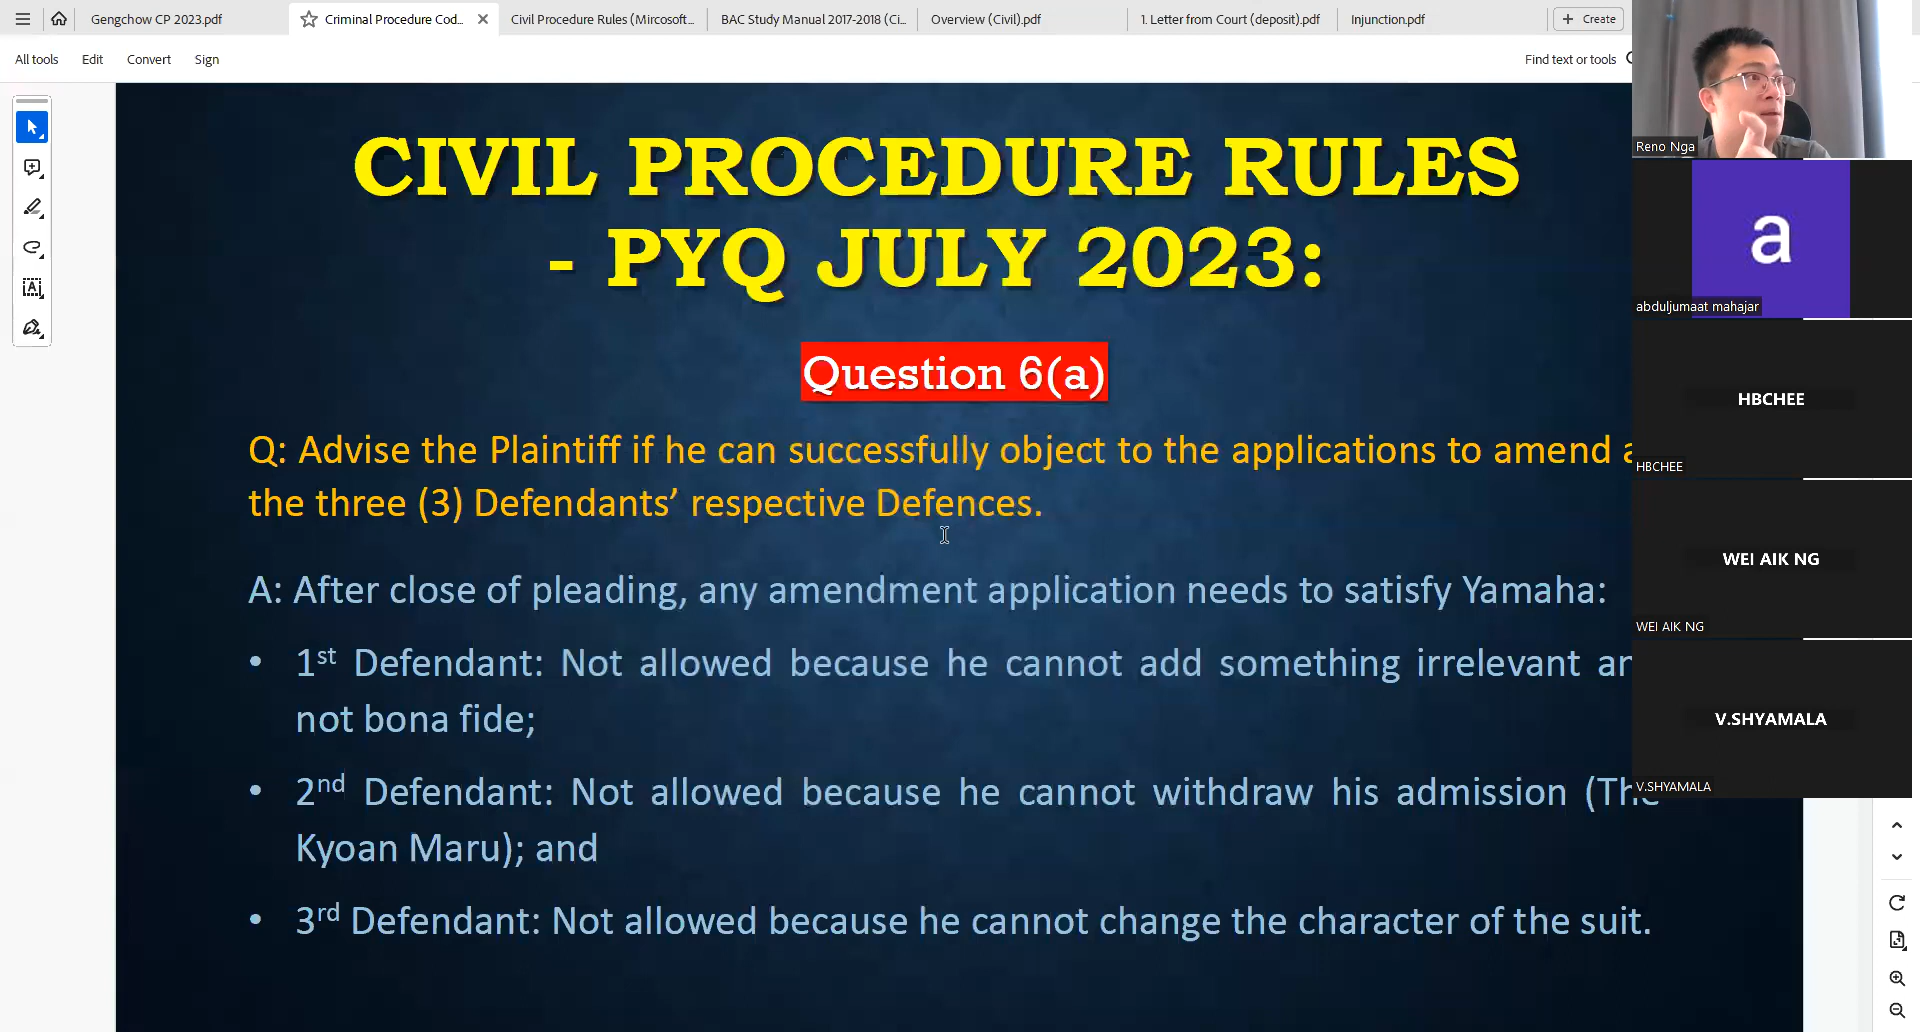 Gengchow CP 2023.pdf
Criminal Procedure Cod...
Civil Procedure Rules (Mircosoft...
BAC Study Manual 2017-2018 (Ci...
Overview (Civil).pdf
1. Letter from Court (deposit).pdf
Injunction.pdf
+ Create
All tools Edit Convert Sign
Find text or tools
CIVIL PROCEDURE RULES
- PYQ JULY 2023:
Question 6(a)
Q: Advise the Plaintiff if he can successfully object to the applications to amend
the three (3) Defendants’ respective Defences.
A: After close of pleading, any amendment application needs to satisfy Yamaha:
• 1st Defendant: Not allowed because he cannot add something irrelevant an
not bona fide;
• 2nd Defendant: Not allowed because he cannot withdraw his admission (The
Kyoan Maru); and
• 3rd Defendant: Not allowed because he cannot change the character of the suit.
Reno Nga
a
abduljumaat mahajar
HBCHEE
HBCHEE
WEI AIK NG
WEI AIK NG
V.SHYAMALA
V.SHYAMALA